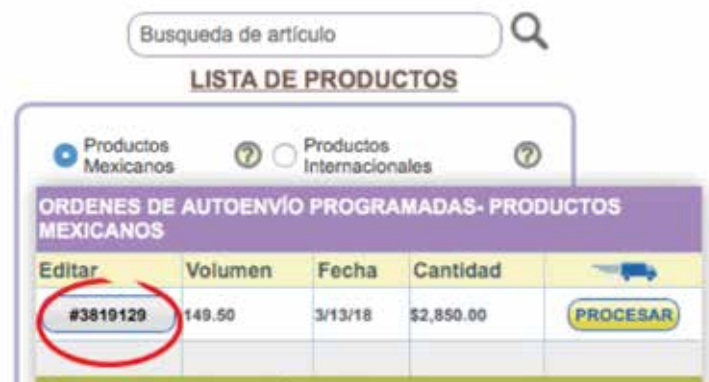 Busqueda de artículo
LISTA DE PRODUCTOS
Productos Mexicanos
Productos Internacionales
ORDENES DE AUTOENVÍO PROGRAMADAS- PRODUCTOS
MEXICANOS
Editar Volumen Fecha Cantidad
#3819129 149.50 3/13/18 $2,850.00 PROCESAR